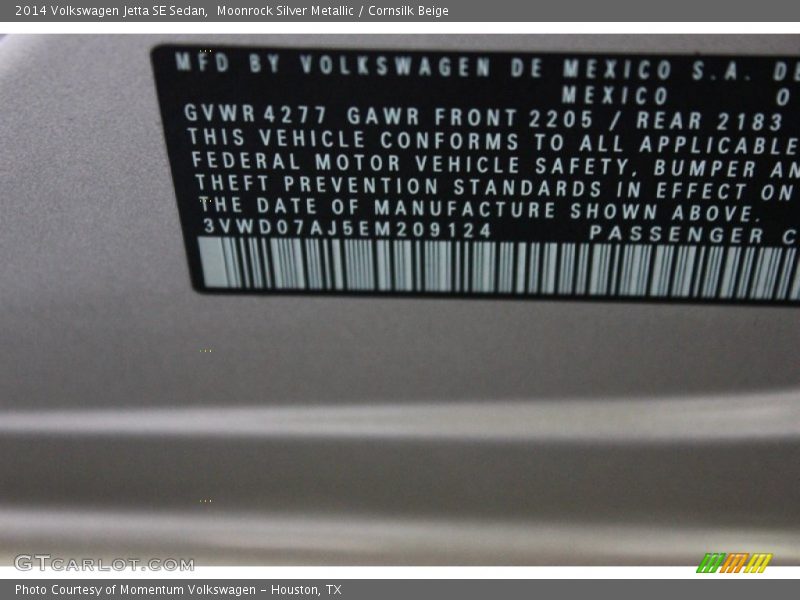 2014 Volkswagen Jetta SE Sedan,  Moonrock Silver Metallic / Cornsilk Beige
MFD BY VOLKSWAGEN DE MEXICO S.A. DE
MEXICO 0
GVWR 4277 GAWR FRONT 2205 / REAR 2183
THIS VEHICLE CONFORMS TO ALL APPLICABLE
FEDERAL MOTOR VEHICLE SAFETY, BUMPER AN
THEFT PREVENTION STANDARDS IN EFFECT ON
THE DATE OF MANUFACTURE SHOWN ABOVE.
3VWD07AJ5EM209124 PASSENGER C
GTCARLOT.COM
Photo Courtesy of Momentum Volkswagen - Houston, TX